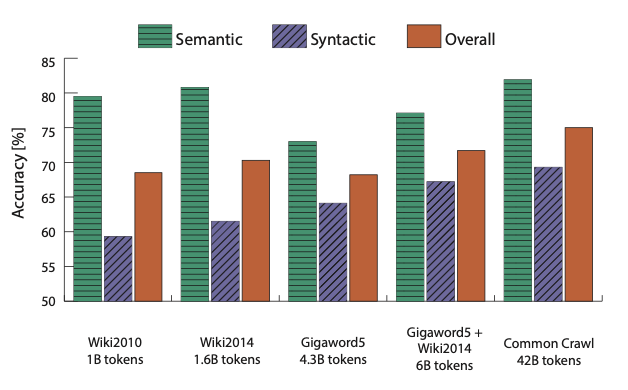 Semantic Syntactic Overall
85
80
75
70
65
60
55
50
Accuracy [%]
Wiki2010
1B tokens
Wiki2014
1.6B tokens
Gigaword5
4.3B tokens
Gigaword5 +
Wiki2014
6B tokens
Common Crawl
42B tokens